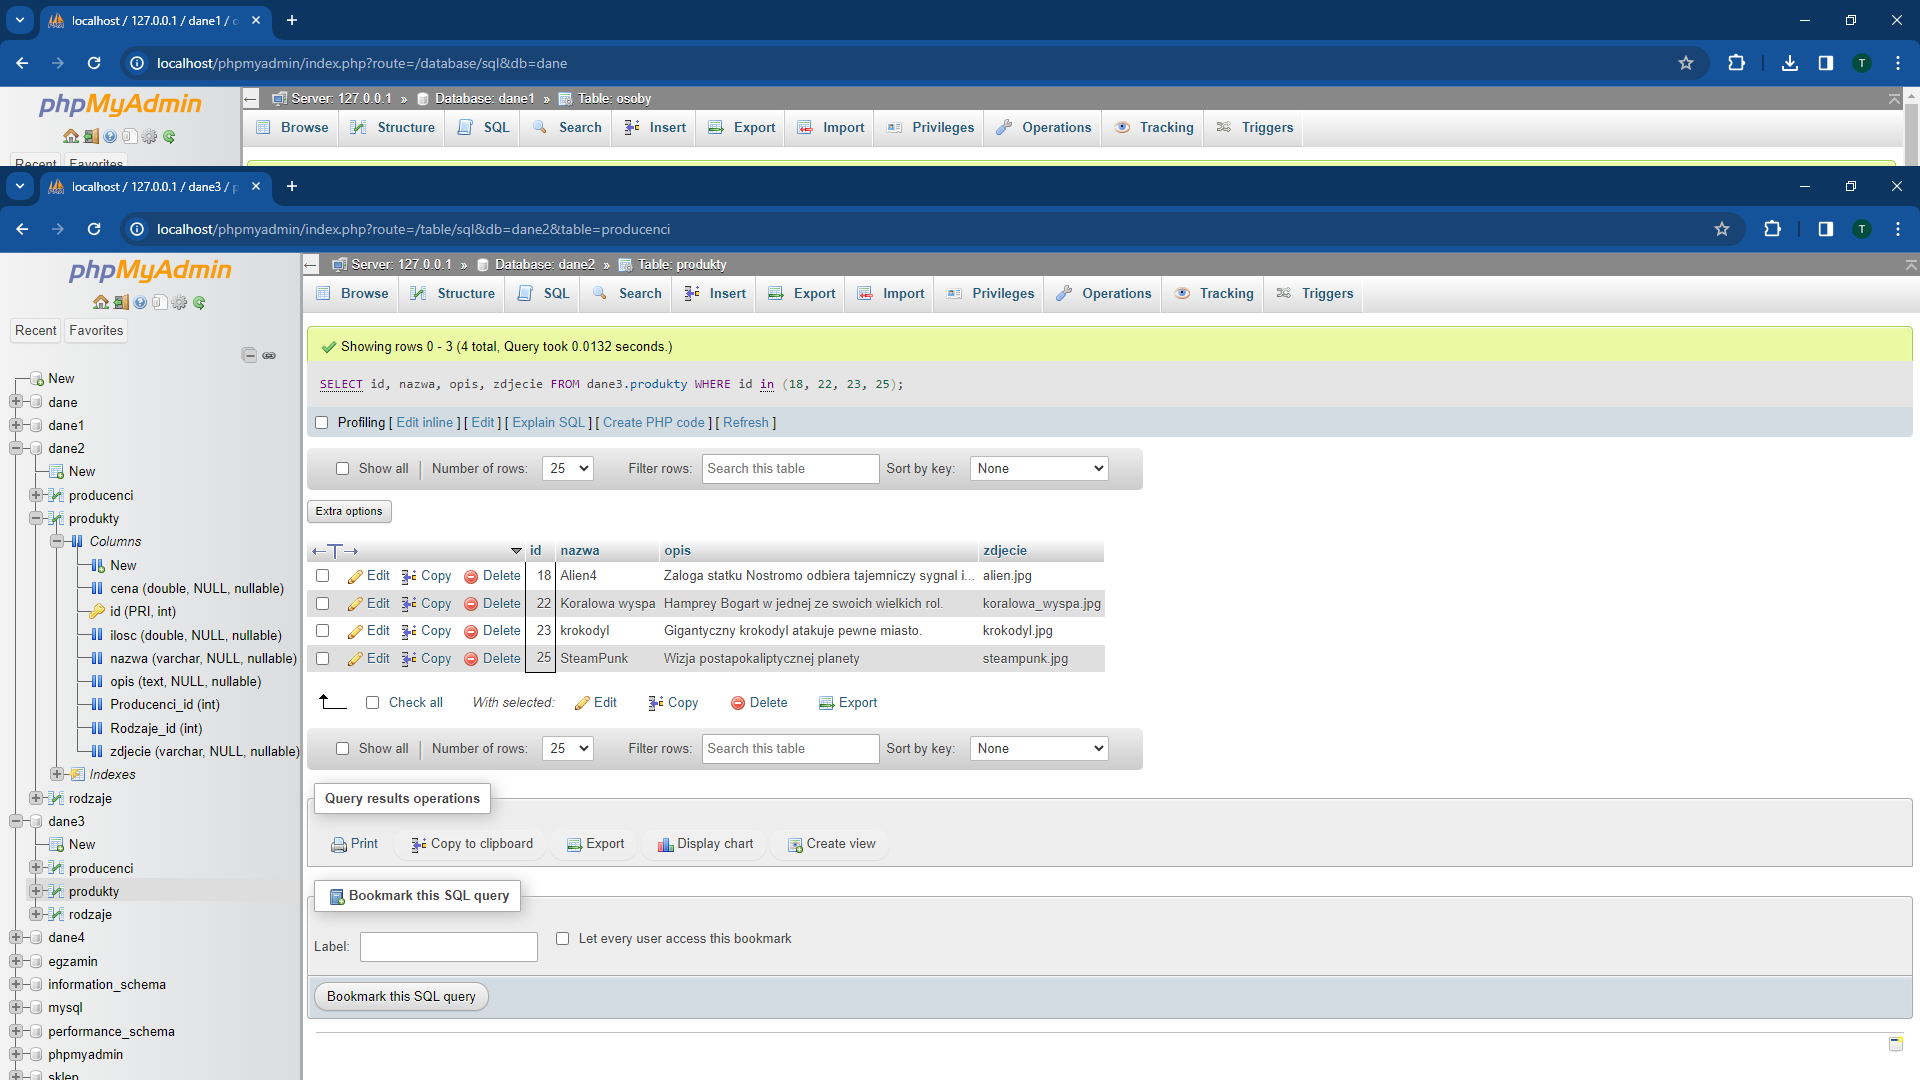 localhost / 127.0.0.1 / dane1 / o
localhost/phpmyadmin/index.php?route=/database/sql&db=dane
T
phpMyAdmin
Server: 127.0.0.1 » Database: dane1 » Table: osoby
Browse Structure SQL Search Insert Export Import Privileges Operations Tracking Triggers
Recent Favorites
localhost / 127.0.0.1 / dane3 / p
localhost/phpmyadmin/index.php?route=/table/sql&db=dane2&table=producenci
T
phpMyAdmin
Server: 127.0.0.1 » Database: dane2 » Table: produkty
Browse Structure SQL Search Insert Export Import Privileges Operations Tracking Triggers
Recent Favorites
New
dane
dane1
dane2
New
producenci
produkty
Columns
New
cena (double, NULL, nullable)
id (PRI, int)
ilosc (double, NULL, nullable)
nazwa (varchar, NULL, nullable)
opis (text, NULL, nullable)
Producenci_id (int)
Rodzaje_id (int)
zdjecie (varchar, NULL, nullable)
Indexes
rodzaje
dane3
New
producenci
produkty
rodzaje
dane4
egzamin
information_schema
mysql
performance_schema
phpmyadmin
sklep
Showing rows 0 - 3 (4 total, Query took 0.0132 seconds.)
SELECT id, nazwa, opis, zdjecie FROM dane3.produkty WHERE id in (18, 22, 23, 25);
Profiling [ Edit inline ] [ Edit ] [ Explain SQL ] [ Create PHP code ] [ Refresh ]
Show all Number of rows: 25 Filter rows: Search this table Sort by key: None
Extra options
id nazwa opis zdjecie
Edit Copy Delete 18 Alien4 Zaloga statku Nostromo odbiera tajemniczy sygnal i... alien.jpg
Edit Copy Delete 22 Koralowa wyspa Hamprey Bogart w jednej ze swoich wielkich rol. koralowa_wyspa.jpg
Edit Copy Delete 23 krokodyl Gigantyczny krokodyl atakuje pewne miasto. krokodyl.jpg
Edit Copy Delete 25 SteamPunk Wizja postapokaliptycznej planety steampunk.jpg
Check all With selected: Edit Copy Delete Export
Show all Number of rows: 25 Filter rows: Search this table Sort by key: None
Query results operations
Print Copy to clipboard Export Display chart Create view
Bookmark this SQL query
Label: Let every user access this bookmark
Bookmark this SQL query